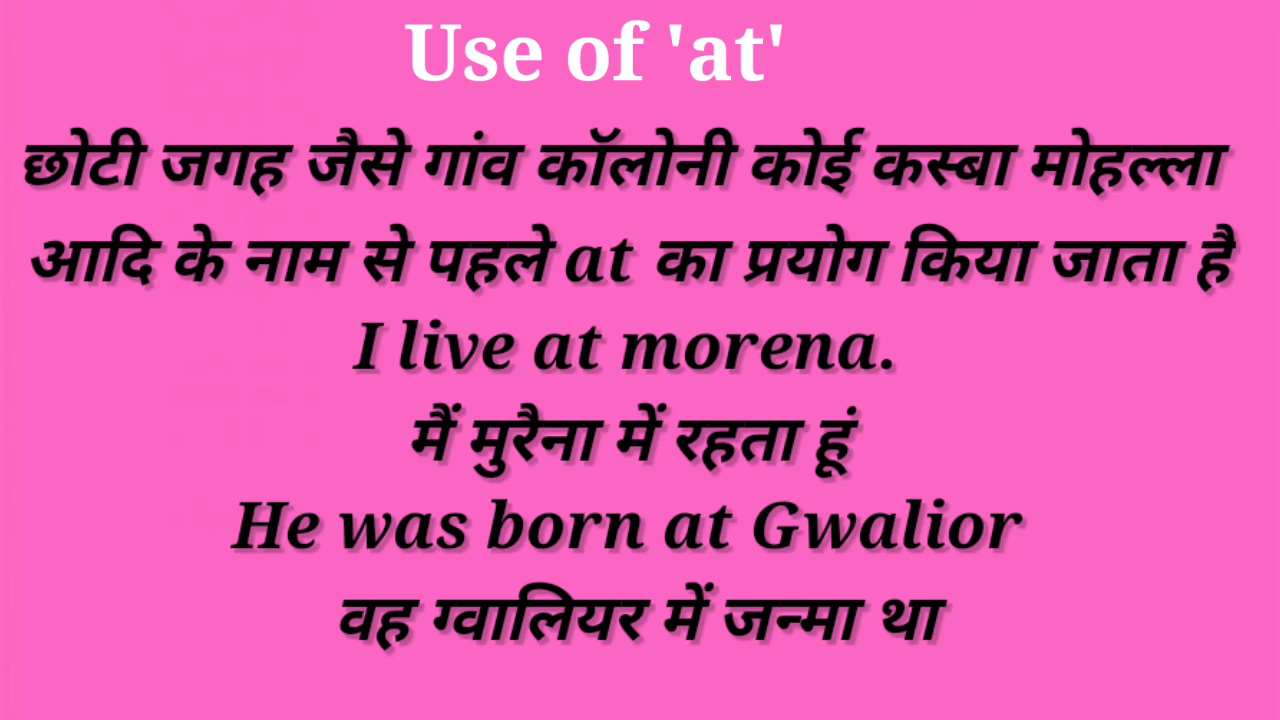 Use of 'at'
छोटी जगह जैसे गांव कॉलोनी कोई कस्बा मोहल्ला
आदि के नाम से पहले at का प्रयोग किया जाता है
I live at morena.
मैं मुरैना में रहता हूं
He was born at Gwalior
वह ग्वालियर में जन्मा था